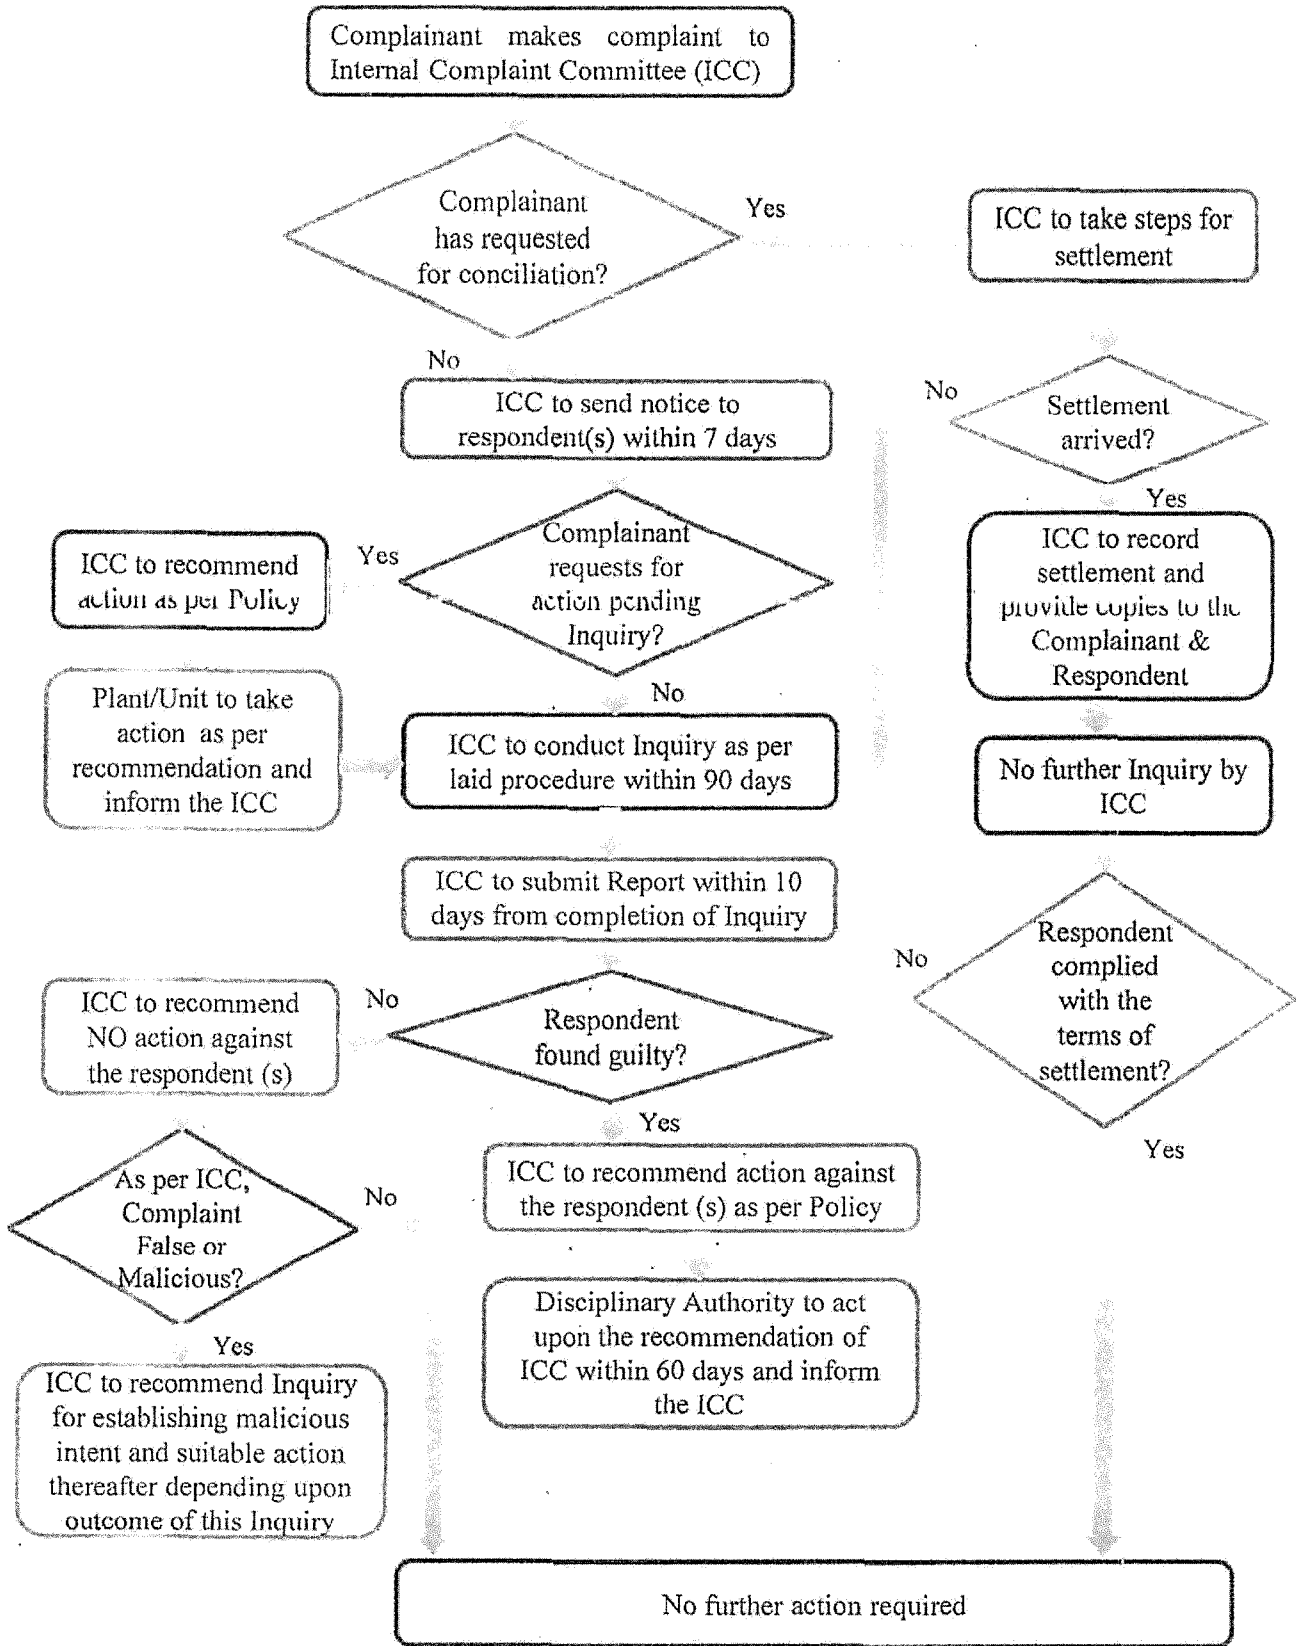 Complainant makes complaint to
Internal Complaint Committee (ICC)
Complainant
has requested
for conciliation?
Yes
ICC to take steps for
settlement
No
ICC to send notice to
respondent(s) within 7 days
No
Settlement
arrived?
Yes
Complainant
requests for
action pending
Inquiry?
Yes
ICC to recommend
action as per Policy
ICC to record
settlement and
provide copies to the
Complainant &
Respondent
Plant/Unit to take
action as per
recommendation and
inform the ICC
No
ICC to conduct Inquiry as per
laid procedure within 90 days
No further Inquiry by
ICC
ICC to submit Report within 10
days from completion of Inquiry
No
Respondent
complied
with the
terms of
settlement?
Yes
ICC to recommend
NO action against
the respondent (s)
No
Respondent
found guilty?
Yes
ICC to recommend action against
the respondent (s) as per Policy
As per ICC,
Complaint
False or
Malicious?
No
Disciplinary Authority to act
upon the recommendation of
ICC within 60 days and inform
the ICC
Yes
ICC to recommend Inquiry
for establishing malicious
intent and suitable action
thereafter depending upon
outcome of this Inquiry
No further action required